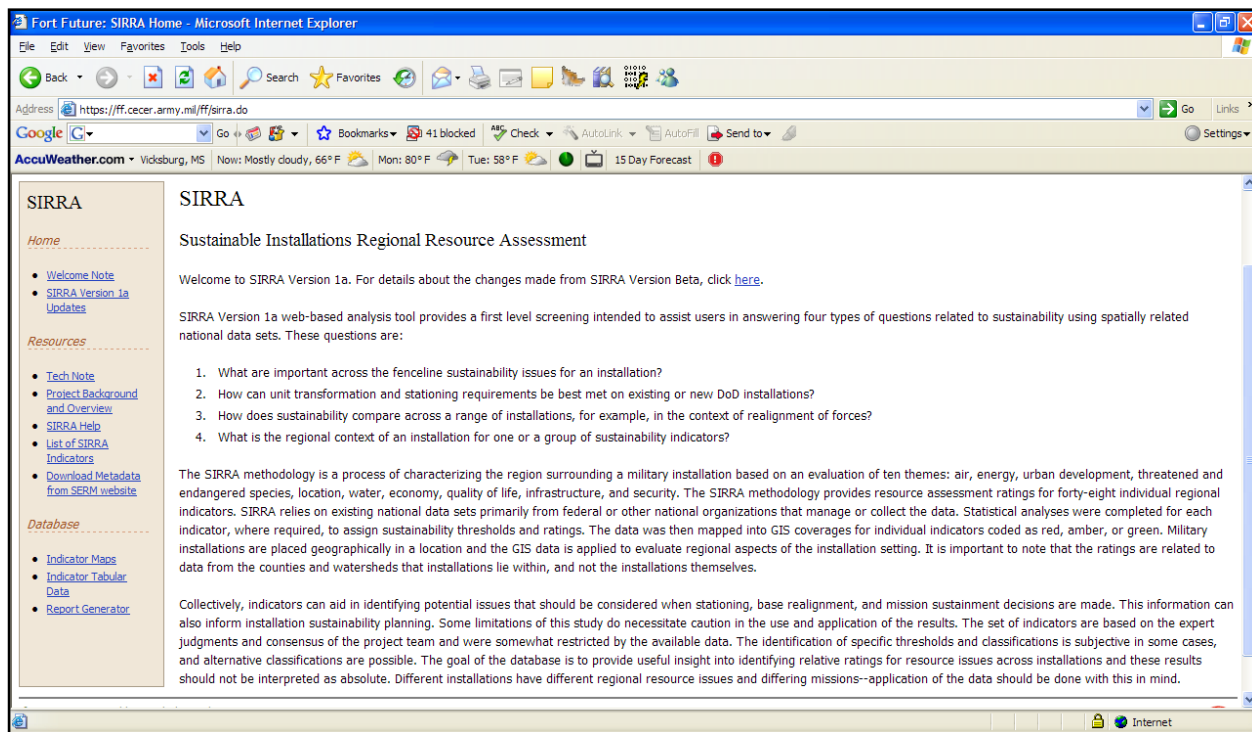 Fort Future: SIRRA Home - Microsoft Internet Explorer
File Edit View Favorites Tools Help
Back Search Favorites
Address https://ff.cecer.army.mil/ff/sirra.do Go Links
Google G Go Bookmarks 41 blocked ABC Check AutoLink AutoFill Send to Settings
AccuWeather.com Vicksburg, MS Now: Mostly cloudy, 66° F Mon: 80° F Tue: 58° F 15 Day Forecast
SIRRA
Home
Welcome Note
SIRRA Version 1a
Updates
Resources
Tech Note
Project Background
and Overview
SIRRA Help
List of SIRRA
Indicators
Download Metadata
from SERM website
Database
Indicator Maps
Indicator Tabular
Data
Report Generator
SIRRA
Sustainable Installations Regional Resource Assessment
Welcome to SIRRA Version 1a. For details about the changes made from SIRRA Version Beta, click here.
SIRRA Version 1a web-based analysis tool provides a first level screening intended to assist users in answering four types of questions related to sustainability using spatially related
national data sets. These questions are:
1. What are important across the fenceline sustainability issues for an installation?
2. How can unit transformation and stationing requirements be best met on existing or new DoD installations?
3. How does sustainability compare across a range of installations, for example, in the context of realignment of forces?
4. What is the regional context of an installation for one or a group of sustainability indicators?
The SIRRA methodology is a process of characterizing the region surrounding a military installation based on an evaluation of ten themes: air, energy, urban development, threatened and
endangered species, location, water, economy, quality of life, infrastructure, and security. The SIRRA methodology provides resource assessment ratings for forty-eight individual regional
indicators. SIRRA relies on existing national data sets primarily from federal or other national organizations that manage or collect the data. Statistical analyses were completed for each
indicator, where required, to assign sustainability thresholds and ratings. The data was then mapped into GIS coverages for individual indicators coded as red, amber, or green. Military
installations are placed geographically in a location and the GIS data is applied to evaluate regional aspects of the installation setting. It is important to note that the ratings are related to
data from the counties and watersheds that installations lie within, and not the installations themselves.
Collectively, indicators can aid in identifying potential issues that should be considered when stationing, base realignment, and mission sustainment decisions are made. This information can
also inform installation sustainability planning. Some limitations of this study do necessitate caution in the use and application of the results. The set of indicators are based on the expert
judgments and consensus of the project team and were somewhat restricted by the available data. The identification of specific thresholds and classifications is subjective in some cases,
and alternative classifications are possible. The goal of the database is to provide useful insight into identifying relative ratings for resource issues across installations and these results
should not be interpreted as absolute. Different installations have different regional resource issues and differing missions--application of the data should be done with this in mind.
Internet